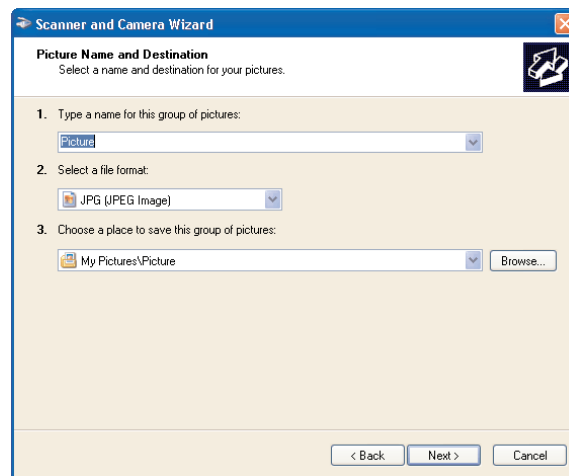 Scanner and Camera Wizard
Picture Name and Destination
Select a name and destination for your pictures.
1. Type a name for this group of pictures:
Picture
2. Select a file format:
JPG (JPEG Image)
3. Choose a place to save this group of pictures:
My Pictures\Picture
Browse...
< Back Next > Cancel